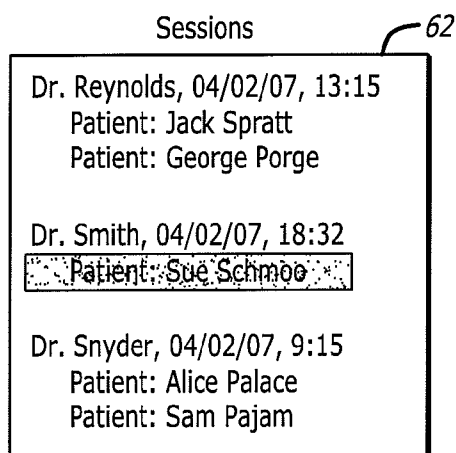 Sessions
62
Dr. Reynolds, 04/02/07, 13:15
Patient: Jack Spratt
Patient: George Porge
Dr. Smith, 04/02/07, 18:32
Patient: Sue Schmoo
Dr. Snyder, 04/02/07, 9:15
Patient: Alice Palace
Patient: Sam Pajam